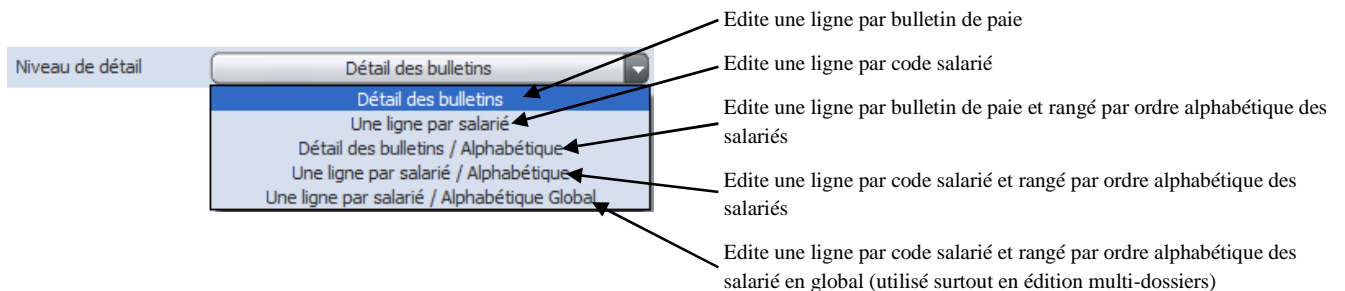 Edite une ligne par bulletin de paie
Niveau de détail
Détail des bulletins
Edite une ligne par code salarié
Détail des bulletins
Une ligne par salarié
Détail des bulletins / Alphabétique
Une ligne par salarié / Alphabétique
Une ligne par salarié / Alphabétique Global
Edite une ligne par bulletin de paie et rangé par ordre alphabétique des
salariés
Edite une ligne par code salarié et rangé par ordre alphabétique des
salariés
Edite une ligne par code salarié et rangé par ordre alphabétique des
salarié en global (utilisé surtout en édition multi-dossiers)